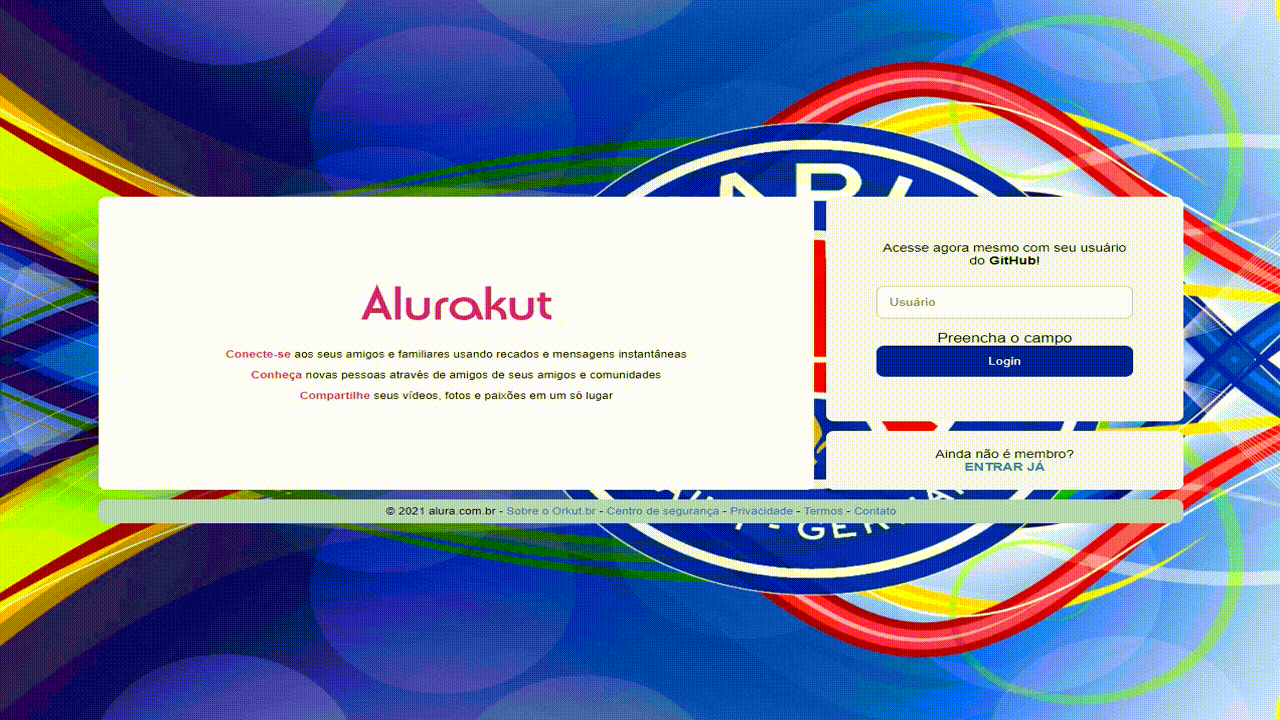 Alurakut
Conecte-se aos seus amigos e familiares usando recados e mensagens instantâneas
Conheça novas pessoas através de amigos de seus amigos e comunidades
Compartilhe seus vídeos, fotos e paixões em um só lugar
Acesse agora mesmo com seu usuário
do GitHub!
Usuário
Preencha o campo
Login
Ainda não é membro?
ENTRAR JÁ
© 2021 alura.com.br - Sobre o Orkut.br - Centro de segurança - Privacidade - Termos - Contato